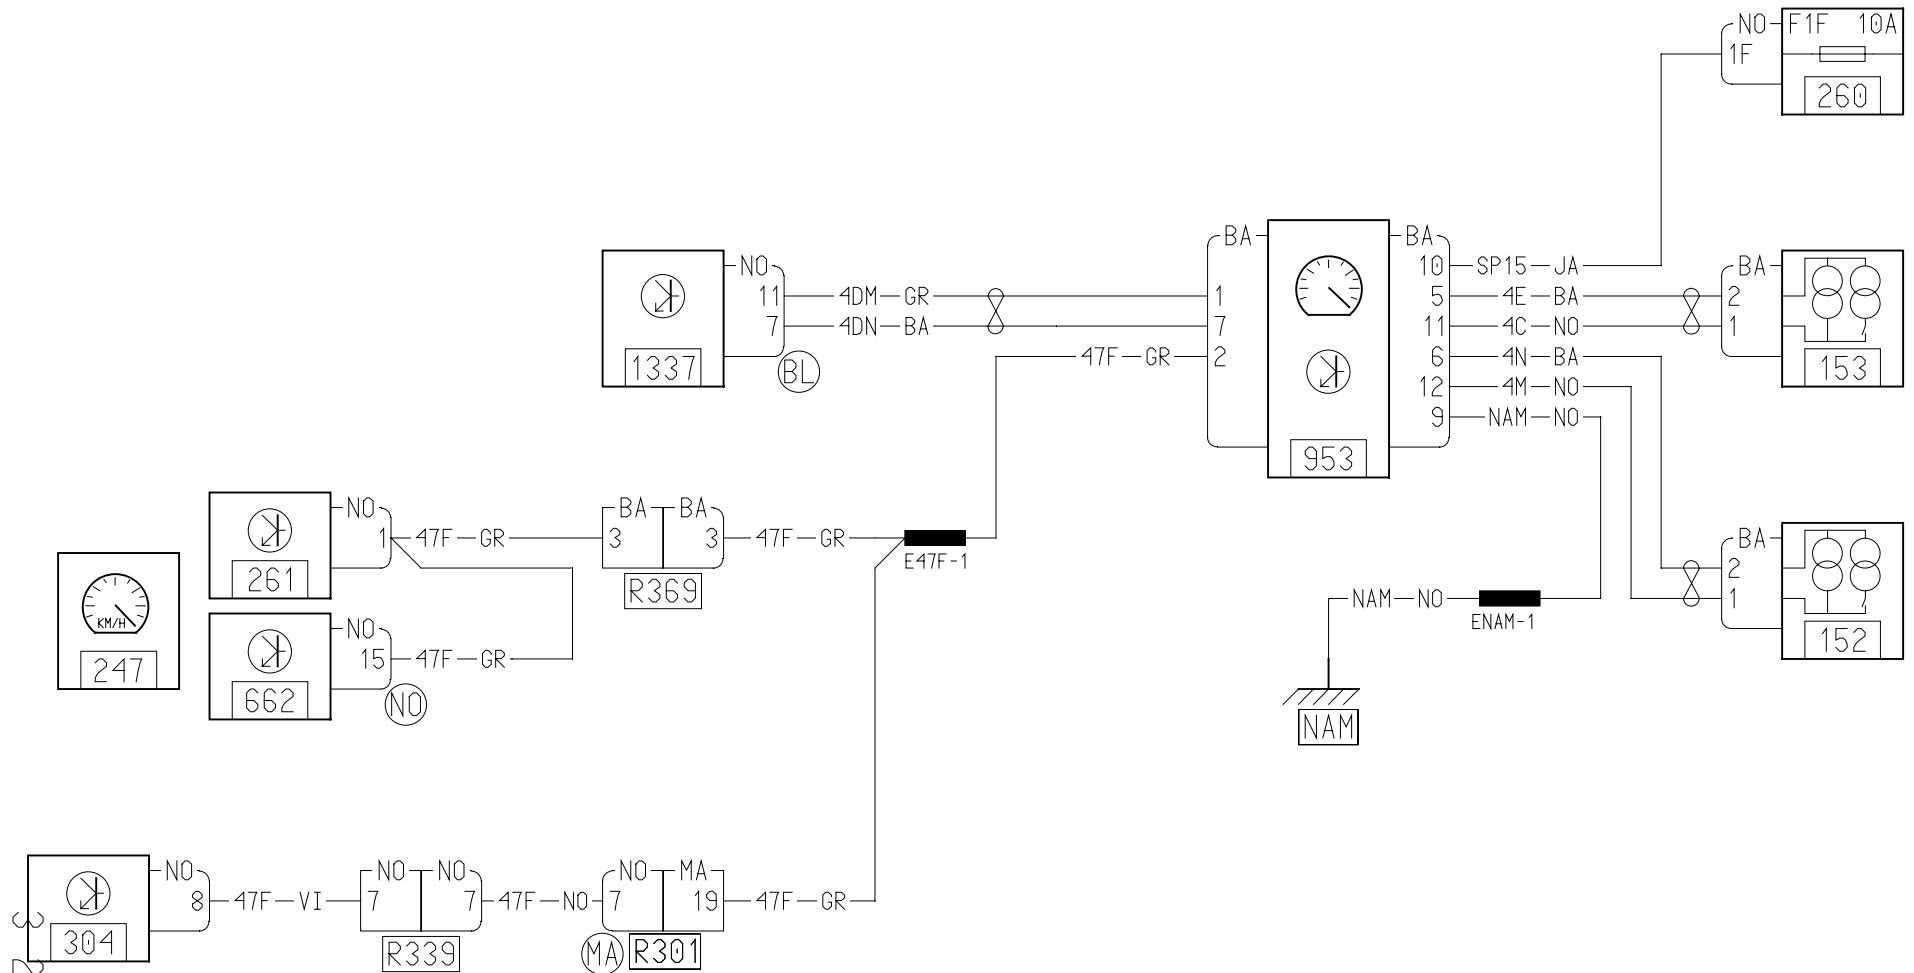 NO F1F 10A
1F
260
BA BA
NO 10 SP15 JA BA
11 4DM GR 1 5 4E BA 2
7 4DN BA 7 11 4C NO 1
1337 BL 47F GR 2 6 4N BA 153
12 4M NO
9 NAM NO
953
NO BA BA
1 47F GR 3 3 47F GR BA
E47F-1
261 R369 2
KM/H NAM NO 1
ENAM-1
NO 152
15 47F GR
247
662 NO NAM
NO NO NO NO MA
8 47F VI 7 7 47F NO 7 19 47F GR
304 R339 MA R301